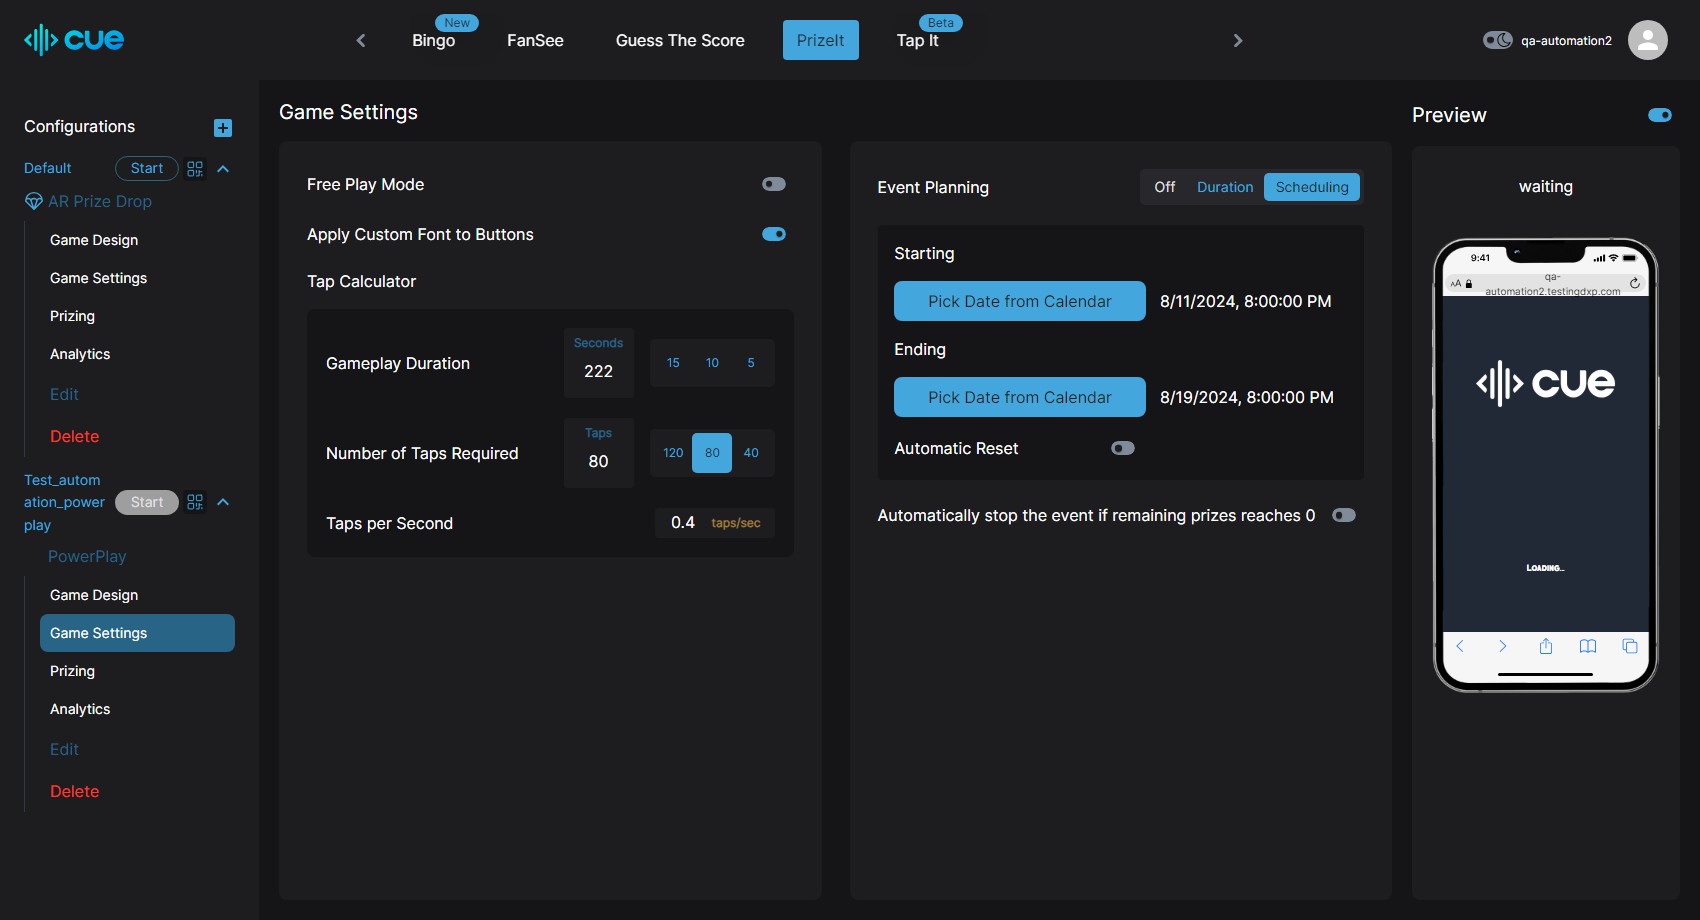 cue
New
Bingo
FanSee
Guess The Score
PrizeIt
Beta
Tap It
qa-automation2
Configurations
Default
Start
AR Prize Drop
Game Design
Game Settings
Prizing
Analytics
Edit
Delete
Test_autom
ation_power
play
Start
PowerPlay
Game Design
Game Settings
Prizing
Analytics
Edit
Delete
Game Settings
Free Play Mode
Apply Custom Font to Buttons
Tap Calculator
Gameplay Duration
Seconds
222
15 10 5
Number of Taps Required
Taps
80
120 80 40
Taps per Second
0.4 taps/sec
Event Planning
Off Duration Scheduling
Starting
Pick Date from Calendar 8/11/2024, 8:00:00 PM
Ending
Pick Date from Calendar 8/19/2024, 8:00:00 PM
Automatic Reset
Automatically stop the event if remaining prizes reaches 0
Preview
waiting
9:41
AA
qa-
automation2.testingdxp.com
cue
LOADING...